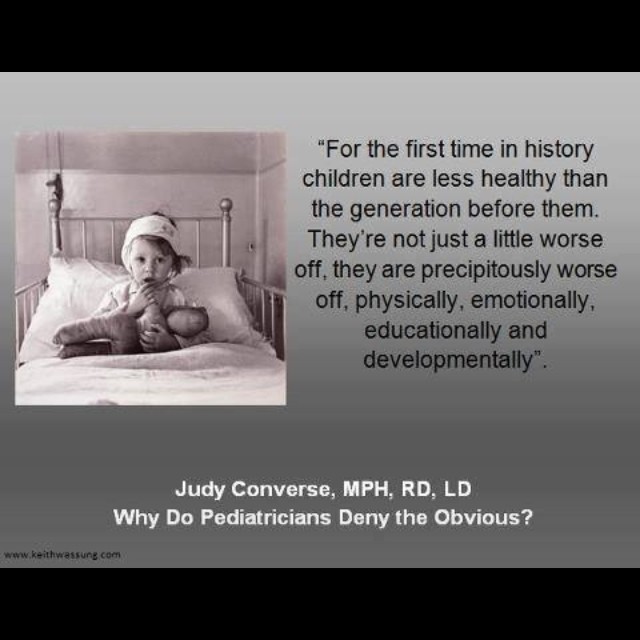 “For the first time in history
children are less healthy than
the generation before them.
They’re not just a little worse
off, they are precipitously worse
off, physically, emotionally,
educationally and
developmentally”.
Judy Converse, MPH, RD, LD
Why Do Pediatricians Deny the Obvious?
www.keithwassung.com